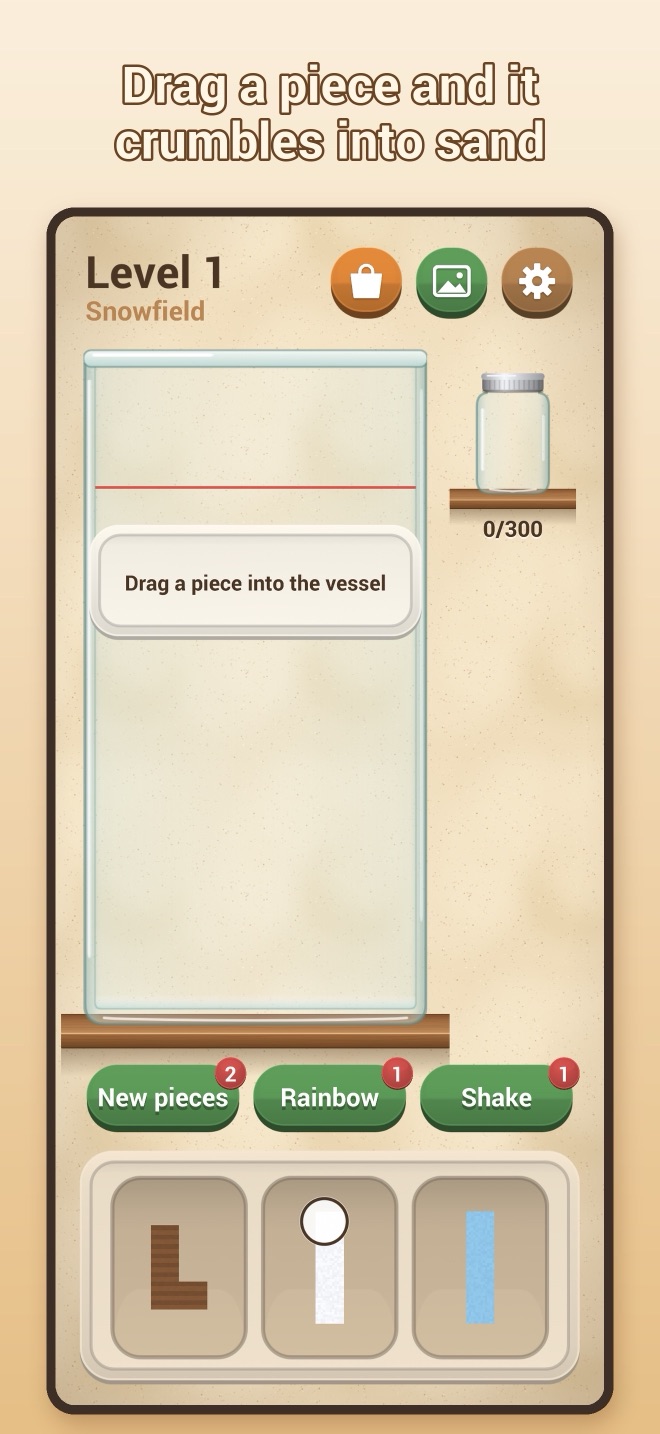 Drag a piece and it
crumbles into sand
Level 1
Snowfield
0/300
Drag a piece into the vessel
New pieces 2
Rainbow 1
Shake 1